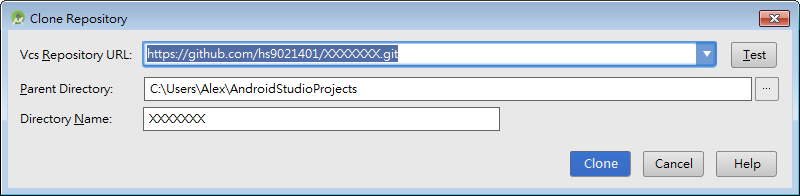 Clone Repository
Vcs Repository URL: https://github.com/hs9021401/XXXXXXX.git Test
Parent Directory: C:\Users\Alex\AndroidStudioProjects ...
Directory Name: XXXXXXX
Clone Cancel Help